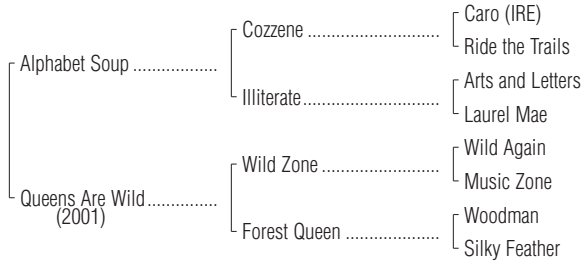 Caro (IRE)
Cozzene ................................
Ride the Trails
Alphabet Soup ....................
Arts and Letters
Illiterate.................................
Laurel Mae
Wild Again
Wild Zone .............................
Music Zone
Queens Are Wild................
(2001)
Woodman
Forest Queen ......................
Silky Feather